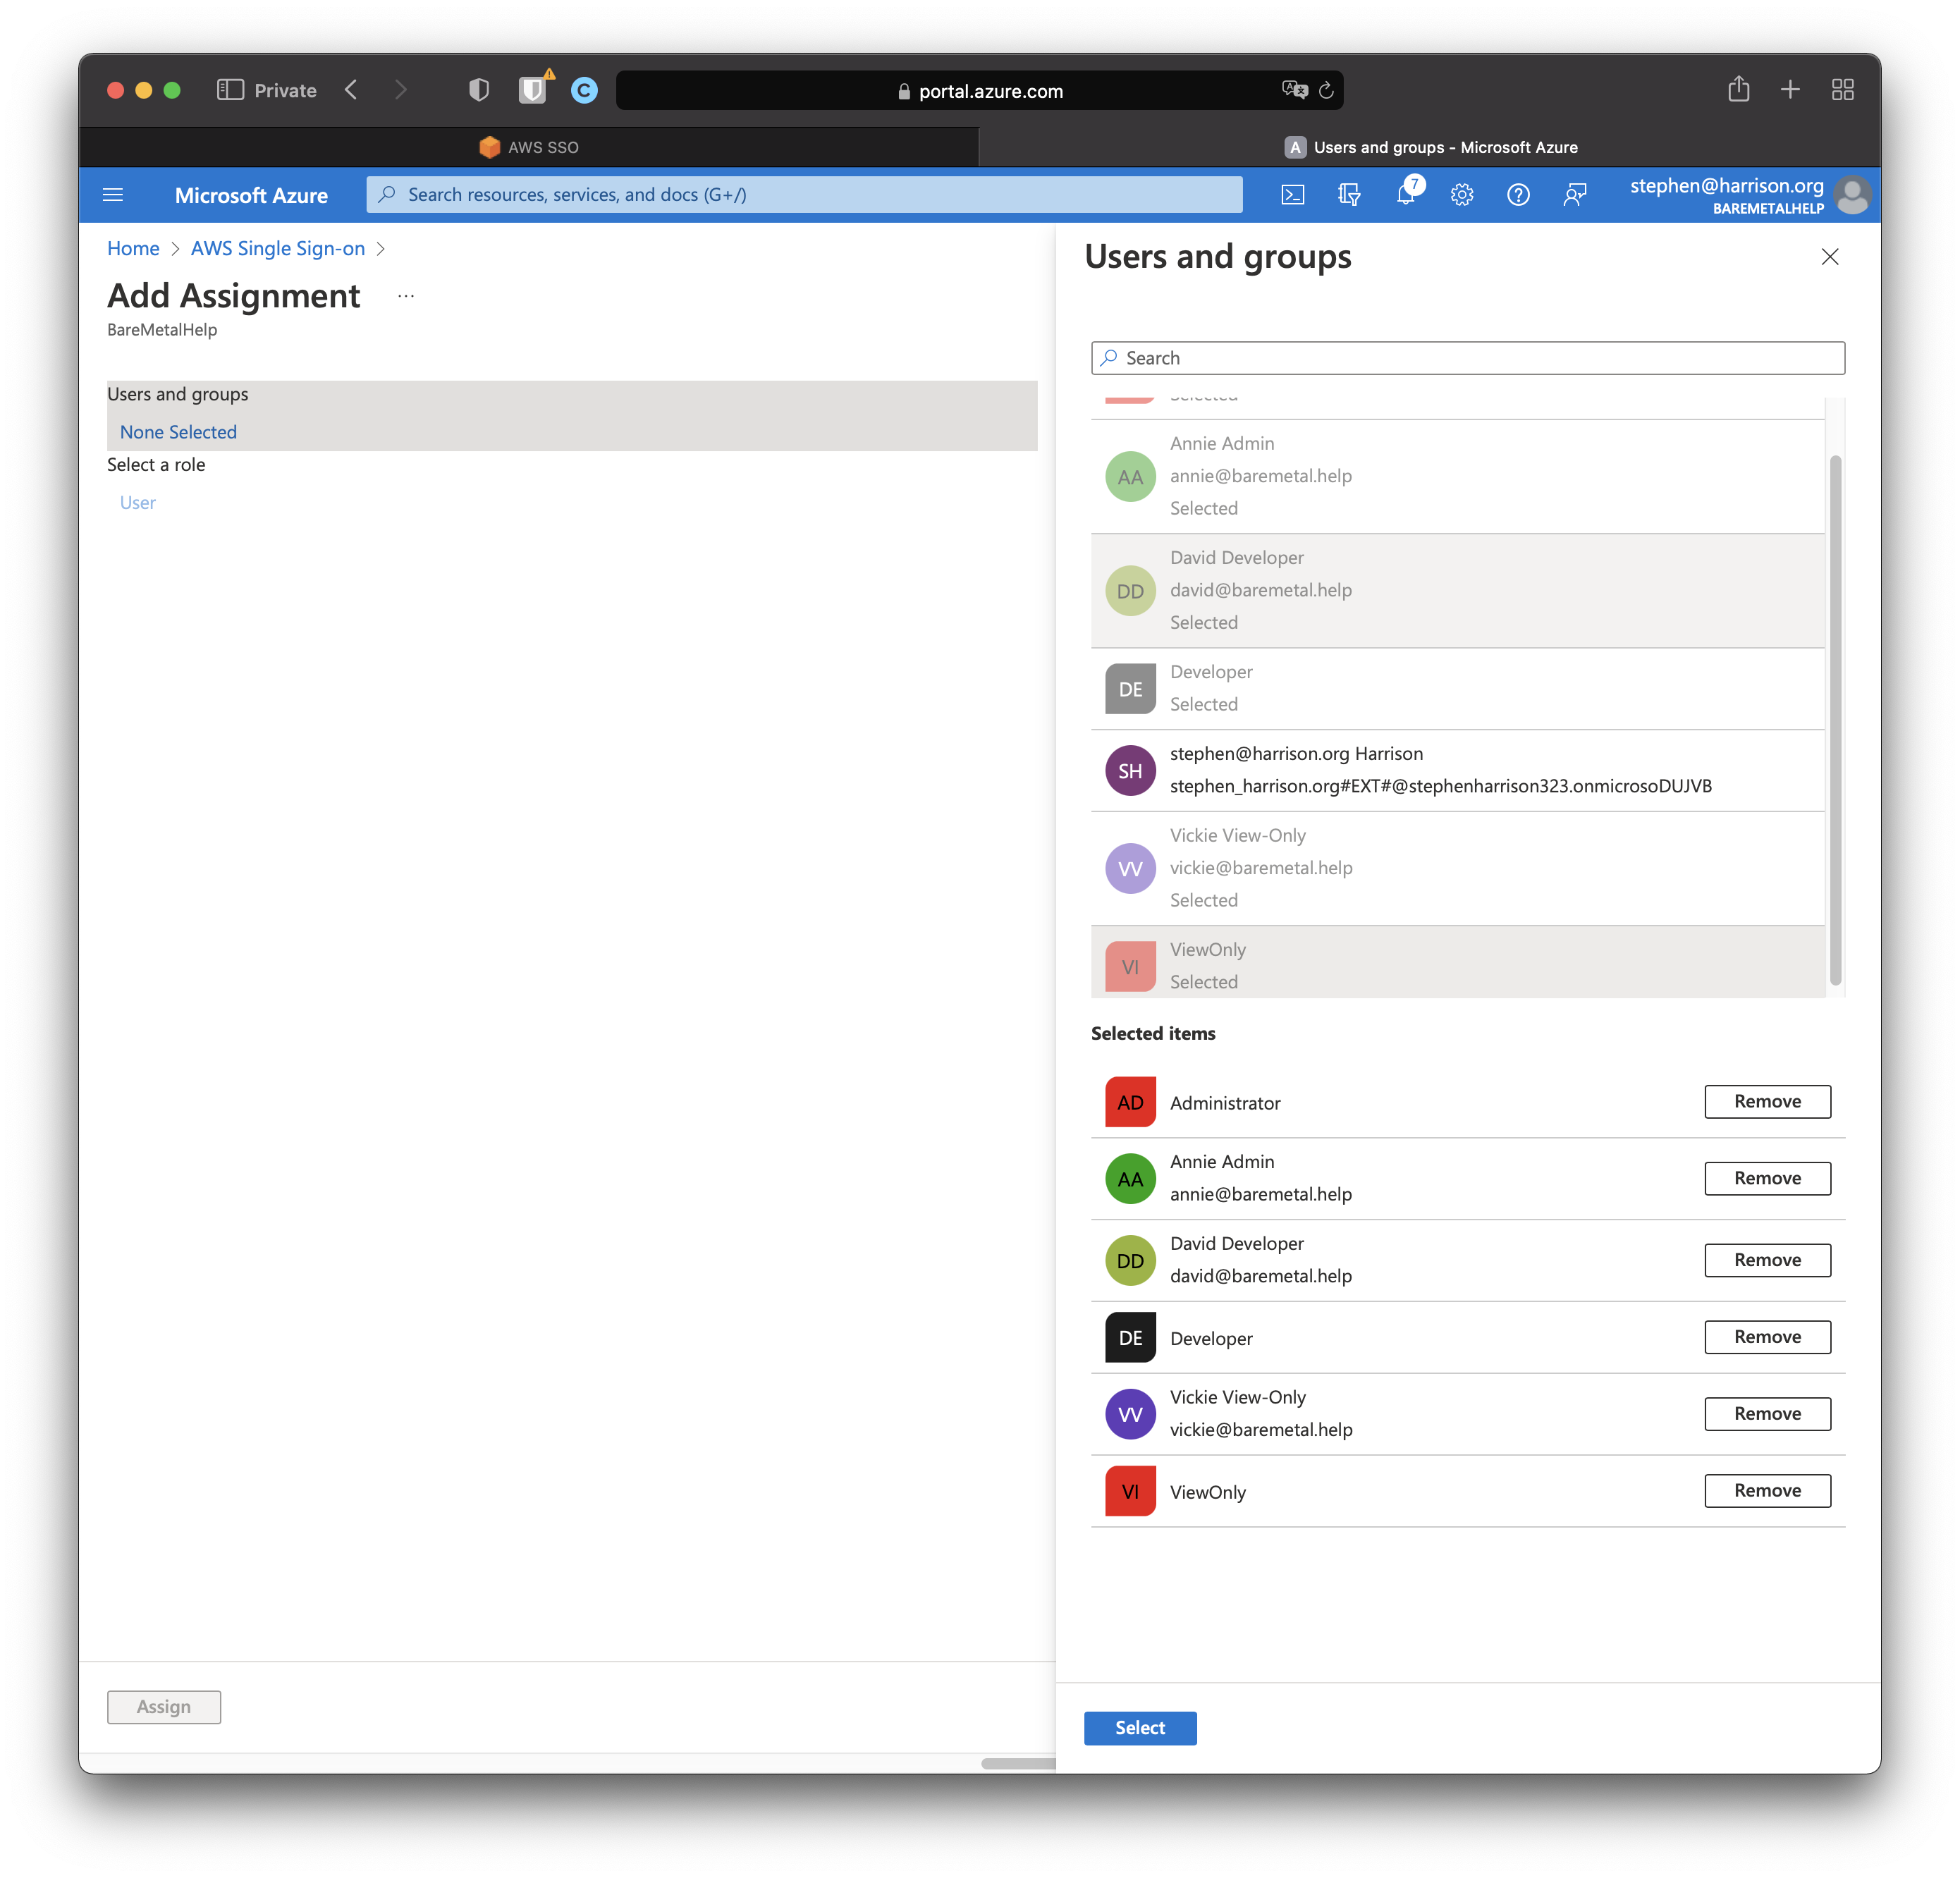 Private
portal.azure.com
AWS SSO
A Users and groups - Microsoft Azure
Microsoft Azure
Search resources, services, and docs (G+/)
7
stephen@harrison.org
BAREMETALHELP
Home > AWS Single Sign-on >
Add Assignment ...
BareMetalHelp
Users and groups
None Selected
Select a role
User
Assign
Users and groups
Search
Selected
AA
Annie Admin
annie@baremetal.help
Selected
DD
David Developer
david@baremetal.help
Selected
DE
Developer
Selected
SH
stephen@harrison.org Harrison
stephen_harrison.org#EXT#@stephenharrison323.onmicrosoDUJVB
VV
Vickie View-Only
vickie@baremetal.help
Selected
VI
ViewOnly
Selected
Selected items
AD Administrator Remove
AA
Annie Admin
annie@baremetal.help
Remove
DD
David Developer
david@baremetal.help
Remove
DE Developer Remove
VV
Vickie View-Only
vickie@baremetal.help
Remove
VI ViewOnly Remove
Select